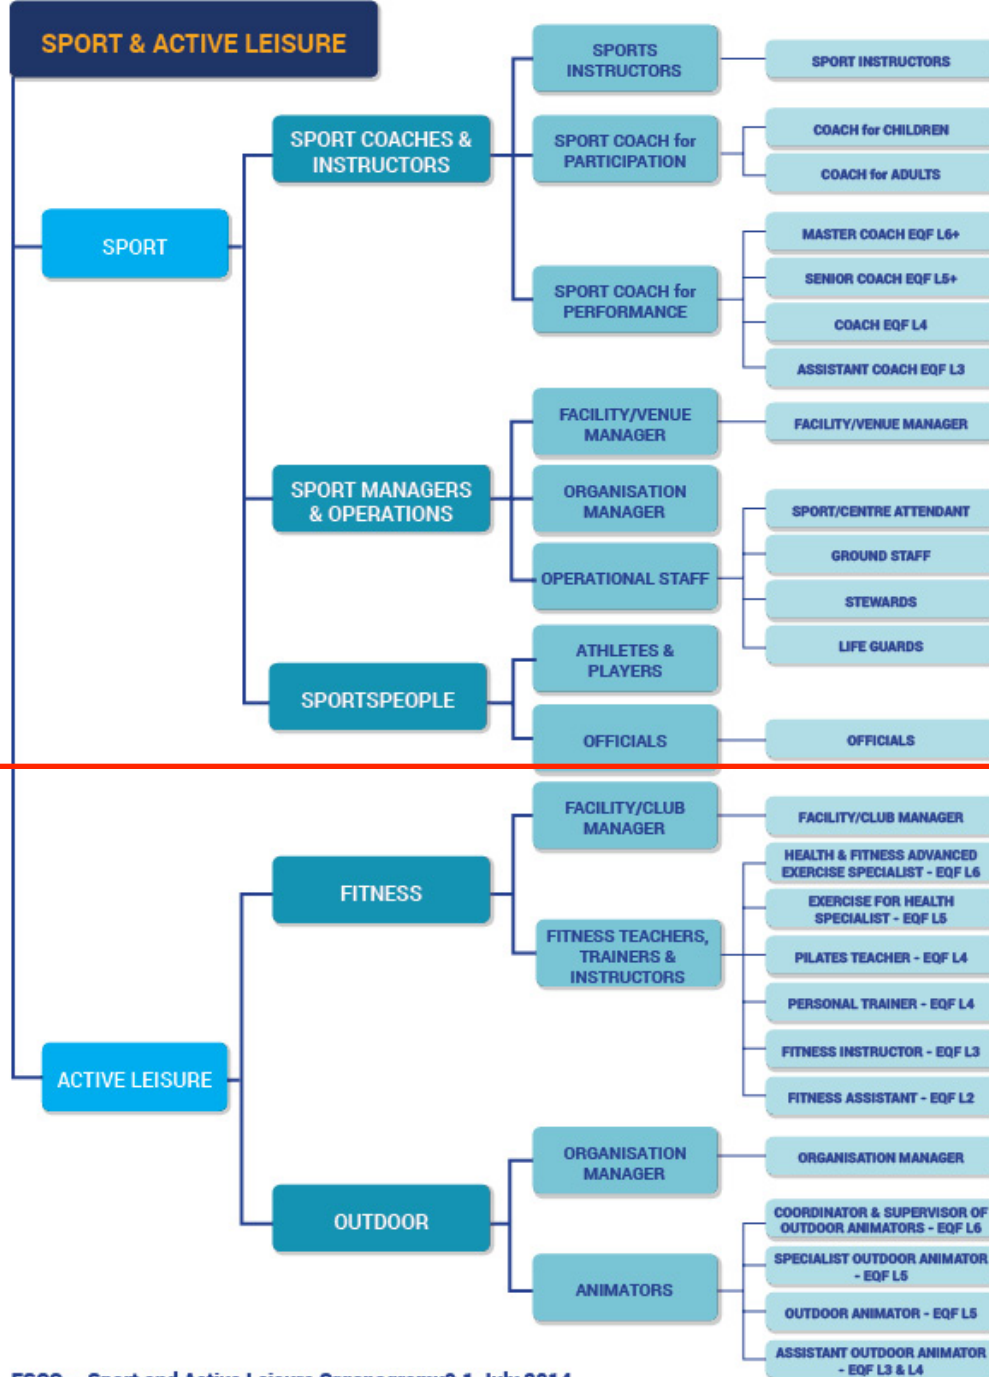 SPORT & ACTIVE LEISURE
SPORT
SPORT COACHES &
INSTRUCTORS
SPORTS
INSTRUCTORS
SPORT INSTRUCTORS
SPORT COACH for
PARTICIPATION
COACH for CHILDREN
COACH for ADULTS
SPORT COACH for
PERFORMANCE
MASTER COACH EQF L6+
SENIOR COACH EQF L5+
COACH EQF L4
ASSISTANT COACH EQF L3
SPORT MANAGERS
& OPERATIONS
FACILITY/VENUE
MANAGER
FACILITY/VENUE MANAGER
ORGANISATION
MANAGER
OPERATIONAL STAFF
SPORT/CENTRE ATTENDANT
GROUND STAFF
STEWARDS
LIFE GUARDS
SPORTSPEOPLE
ATHLETES &
PLAYERS
OFFICIALS
OFFICIALS
ACTIVE LEISURE
FITNESS
FACILITY/CLUB
MANAGER
FACILITY/CLUB MANAGER
FITNESS TEACHERS,
TRAINERS &
INSTRUCTORS
HEALTH & FITNESS ADVANCED
EXERCISE SPECIALIST - EQF L6
EXERCISE FOR HEALTH
SPECIALIST - EQF L5
PILATES TEACHER - EQF L4
PERSONAL TRAINER - EQF L4
FITNESS INSTRUCTOR - EQF L3
FITNESS ASSISTANT - EQF L2
OUTDOOR
ORGANISATION
MANAGER
ORGANISATION MANAGER
ANIMATORS
COORDINATOR & SUPERVISOR OF
OUTDOOR ANIMATORS - EQF L6
SPECIALIST OUTDOOR ANIMATOR
- EQF L5
OUTDOOR ANIMATOR - EQF L5
ASSISTANT OUTDOOR ANIMATOR
- EQF L3 & L4
Sport and Active Leisure July 2014